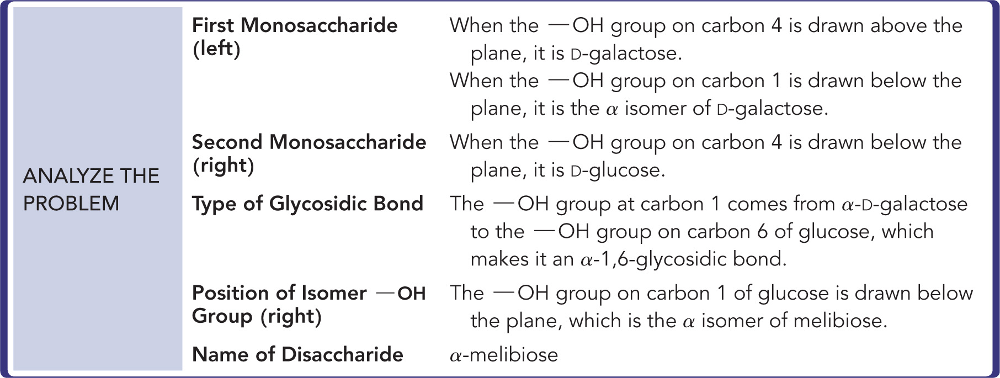 ANALYZE THE
PROBLEM
First Monosaccharide
(left)
When the —OH group on carbon 4 is drawn above the
plane, it is D-galactose.
When the —OH group on carbon 1 is drawn below the
plane, it is the α isomer of D-galactose.
Second Monosaccharide
(right)
When the —OH group on carbon 4 is drawn below the
plane, it is D-glucose.
Type of Glycosidic Bond
The —OH group at carbon 1 comes from α-D-galactose
to the —OH group on carbon 6 of glucose, which
makes it an α-1,6-glycosidic bond.
Position of Isomer —OH
Group (right)
The —OH group on carbon 1 of glucose is drawn below
the plane, which is the α isomer of melibiose.
Name of Disaccharide
α-melibiose